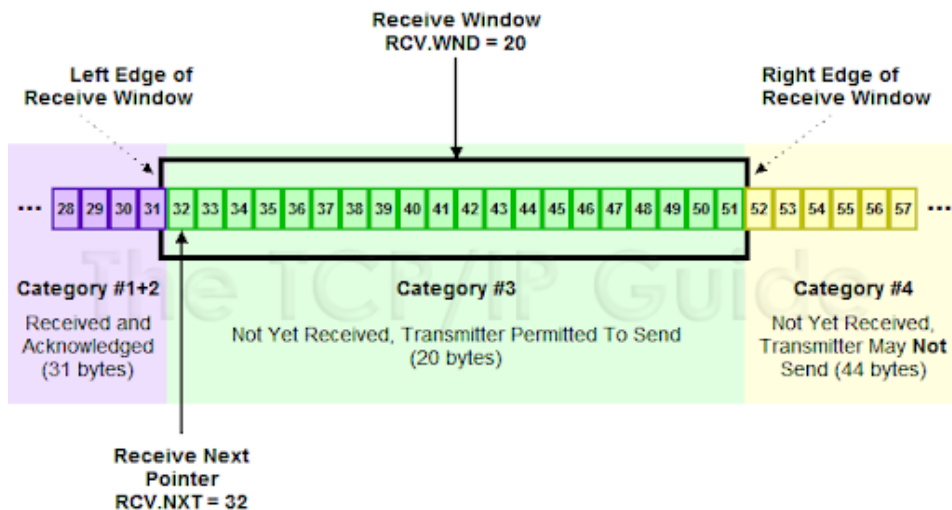 Receive Window
RCV.WND = 20
Left Edge of
Receive Window
Right Edge of
Receive Window
... 28 29 30 31 32 33 34 35 36 37 38 39 40 41 42 43 44 45 46 47 48 49 50 51 52 53 54 55 56 57 ...
The TCP/IP Guide
Category #1+2
Received and
Acknowledged
(31 bytes)
Category #3
Not Yet Received, Transmitter Permitted To Send
(20 bytes)
Category #4
Not Yet Received,
Transmitter May Not
Send (44 bytes)
Receive Next
Pointer
RCV.NXT = 32